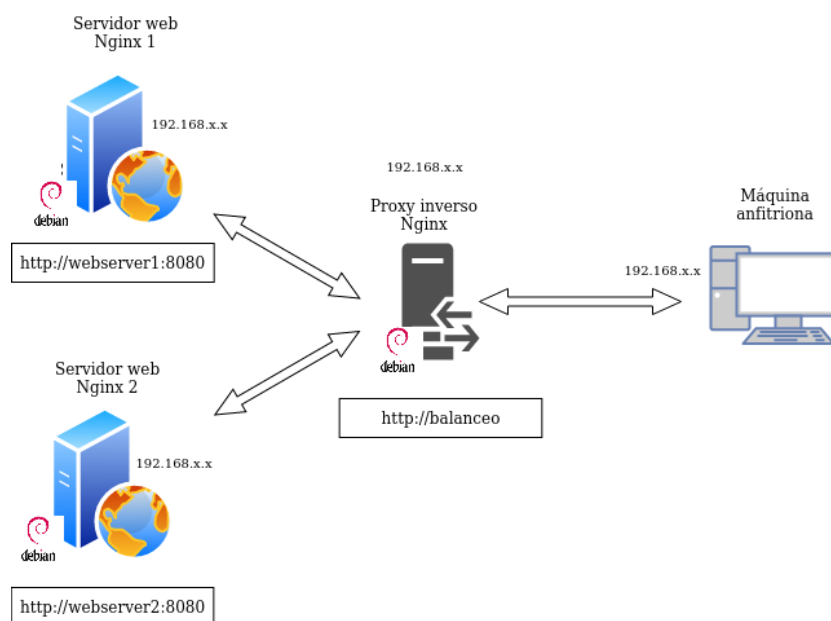 Servidor web
Nginx 1
192.168.x.x
debian
http://webserver1:8080
192.168.x.x
Proxy inverso
Nginx
debian
http://balanceo
Máquina
anfitriona
192.168.x.x
Servidor web
Nginx 2
192.168.x.x
debian
http://webserver2:8080